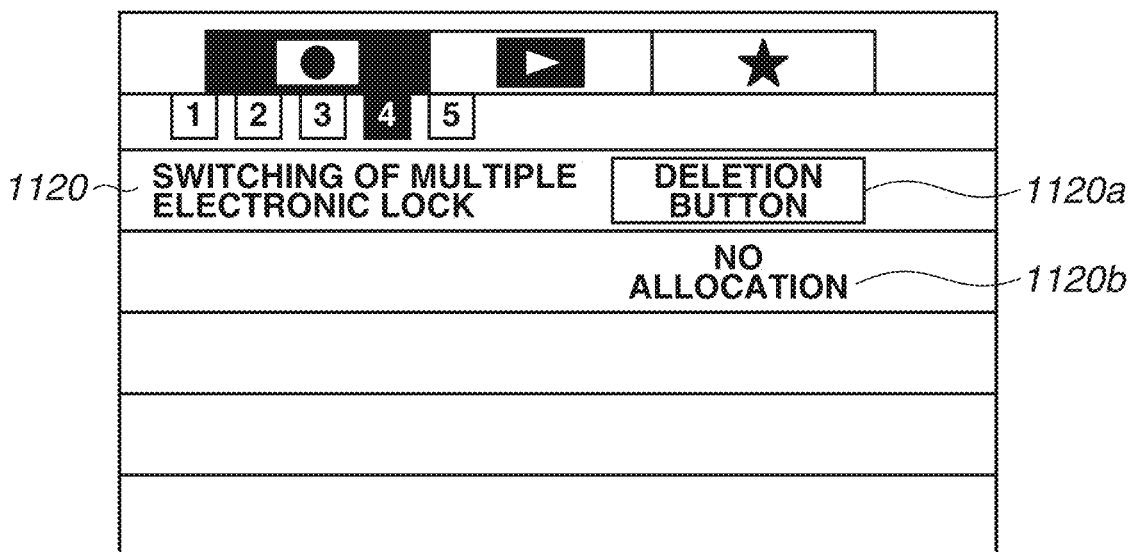 1 2 3 4 5
1120 SWITCHING OF MULTIPLE DELETION 1120a
ELECTRONIC LOCK BUTTON
NO
ALLOCATION 1120b